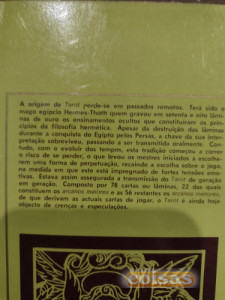 A origem de Tarot perde-se em passados remotos. Terá sido o
mago egípcio Hermes-Thoth quem gravou em setenta e oito lâmi-
nas de ouro os ensinamentos ocultos que constituíram os prin-
cípios da filosofia hermética. Apesar da destruição das lâminas
durante a conquista do Egipto pelos Persas, a chave da sua inter-
pretação sobreviveu, passando a ser transmitida oralmente. Con-
tudo, com o evoluir dos tempos, esta tradição começou a correr
o risco de se perder, o que levou os mestres iniciados a escolhe-
rem uma forma de perpetuação, recaindo a escolha sobre o jogo,
na medida em que este está impregnado de fortes tensões emo-
tivas. Estava assim assegurada a transmissão do Tarot de geração
em geração. Composto por 78 cartas ou lâminas, 22 das quais
constituem os arcanos maiores e as 56 restantes os arcanos menores,
de que derivam as actuais cartas de jogar, o Tarot é ainda hoje
objecto de crenças e especulações.
coisas